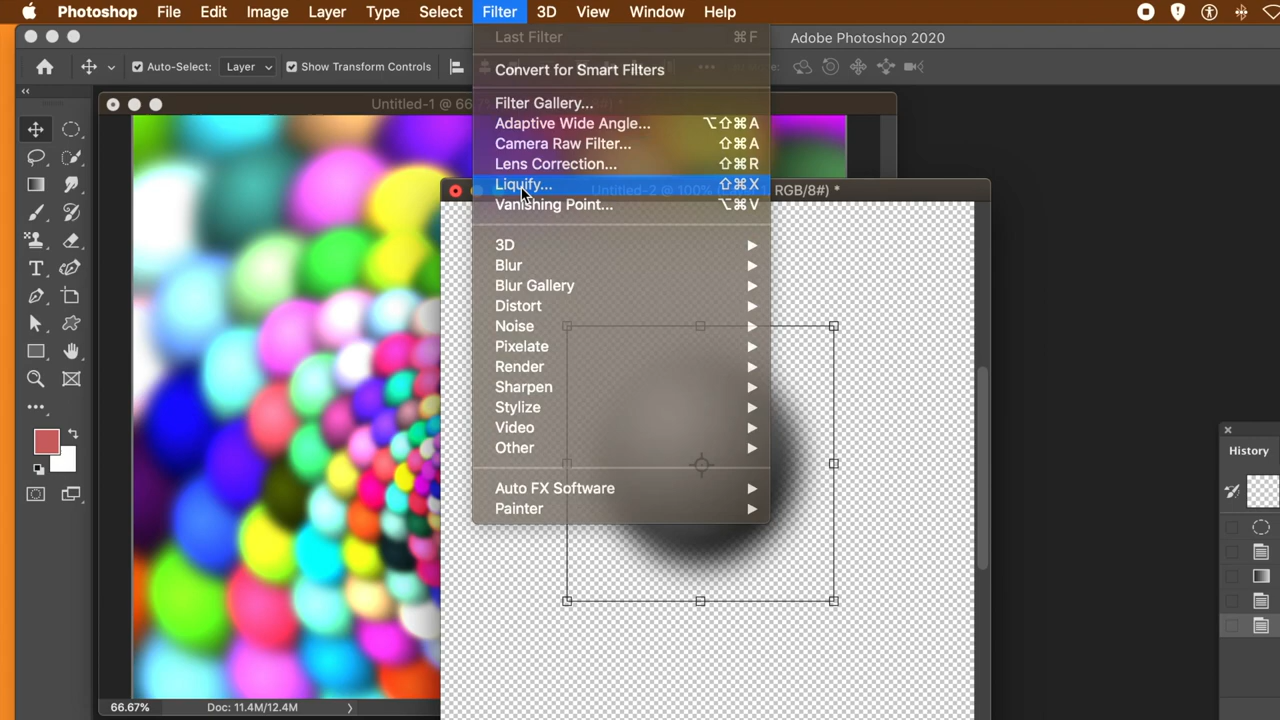 Photoshop File Edit Image Layer Type Select Filter 3D View Window Help
Adobe Photoshop 2020
Auto-Select: Layer Show Transform Controls
Last Filter ⌘F
Convert for Smart Filters
Filter Gallery...
Adaptive Wide Angle... ⌥⇧⌘A
Camera Raw Filter... ⇧⌘A
Lens Correction... ⇧⌘R
Liquify... ⇧⌘X
Vanishing Point... ⌥⌘V
3D
Blur
Blur Gallery
Distort
Noise
Pixelate
Render
Sharpen
Stylize
Video
Other
Auto FX Software
Painter
Untitled-1 @ 66
Untitled-2 @ 100% RGB/8#) *
History
66.67% Doc: 11.4M/12.4M